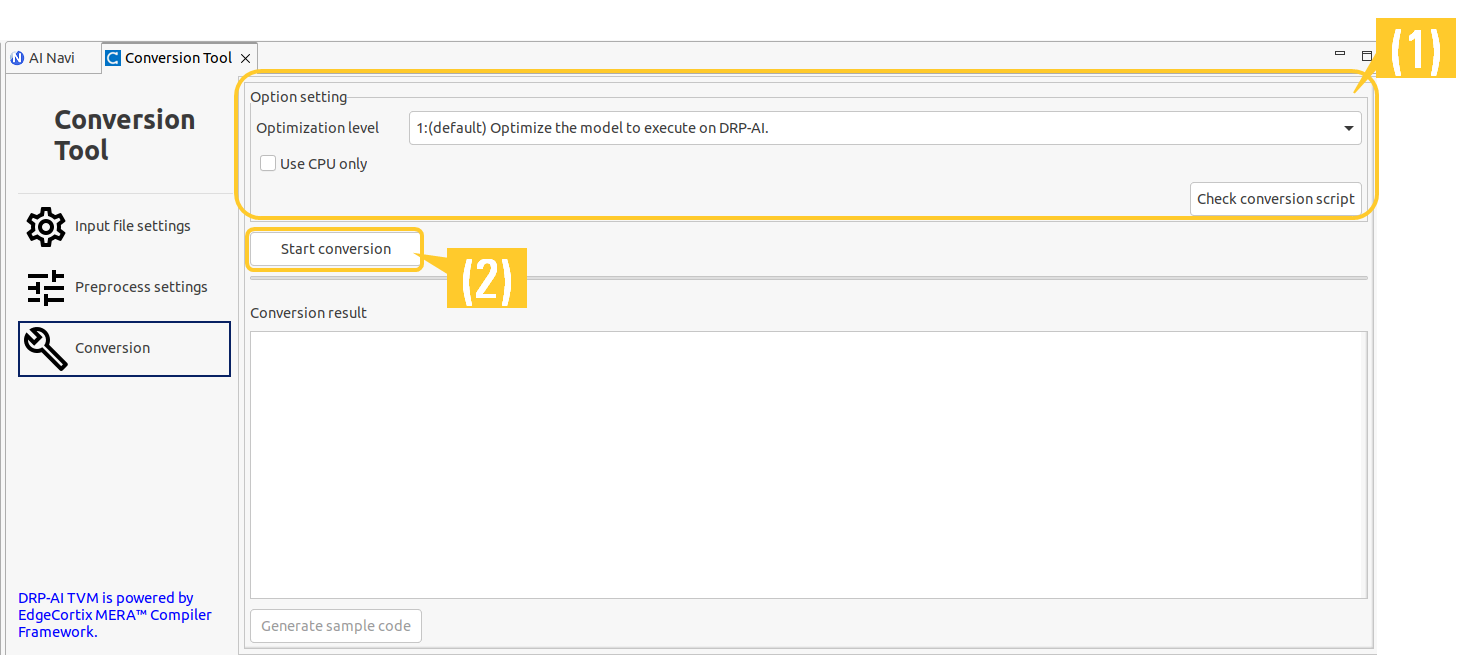 (1)
AI Navi
Conversion Tool
Conversion
Tool
Option setting
Optimization level
1:(default) Optimize the model to execute on DRP-AI.
Use CPU only
Check conversion script
Input file settings
Start conversion
(2)
Preprocess settings
Conversion result
Conversion
DRP-AI TVM is powered by
EdgeCortix MERA™ Compiler
Framework.
Generate sample code